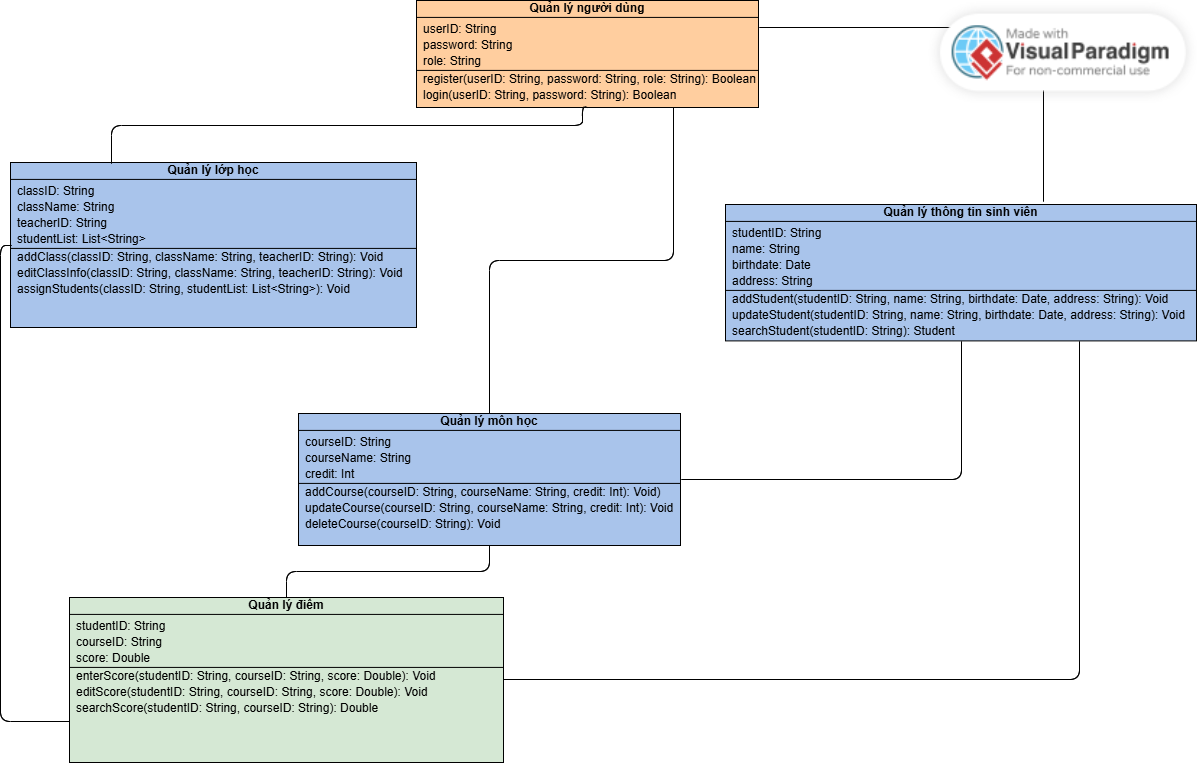 Quản lý người dùng
userID: String
password: String
role: String
register(userID: String, password: String, role: String): Boolean
login(userID: String, password: String): Boolean
Made with
Visual Paradigm
For non-commercial use
Quản lý lớp học
classID: String
className: String
teacherID: String
studentList: List<String>
addClass(classID: String, className: String, teacherID: String): Void
editClassInfo(classID: String, className: String, teacherID: String): Void
assignStudents(classID: String, studentList: List<String>): Void
Quản lý thông tin sinh viên
studentID: String
name: String
birthdate: Date
address: String
addStudent(studentID: String, name: String, birthdate: Date, address: String): Void
updateStudent(studentID: String, name: String, birthdate: Date, address: String): Void
searchStudent(studentID: String): Student
Quản lý môn học
courseID: String
courseName: String
credit: Int
addCourse(courseID: String, courseName: String, credit: Int): Void)
updateCourse(courseID: String, courseName: String, credit: Int): Void
deleteCourse(courseID: String): Void
Quản lý điểm
studentID: String
courseID: String
score: Double
enterScore(studentID: String, courseID: String, score: Double): Void
editScore(studentID: String, courseID: String, score: Double): Void
searchScore(studentID: String, courseID: String): Double